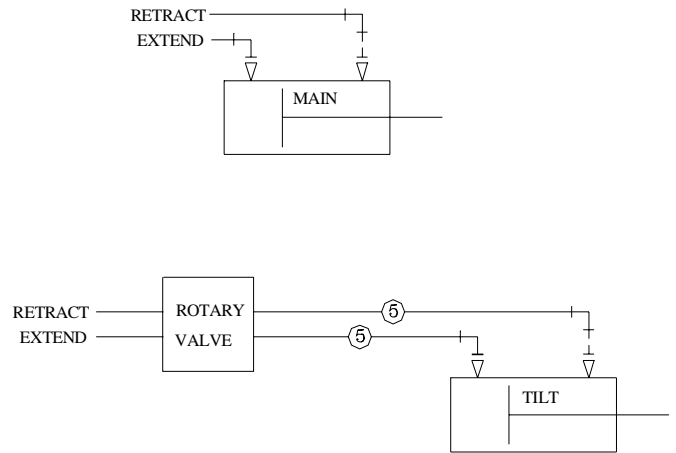 RETRACT
EXTEND
MAIN
RETRACT
ROTARY
5
EXTEND
VALVE
5
TILT